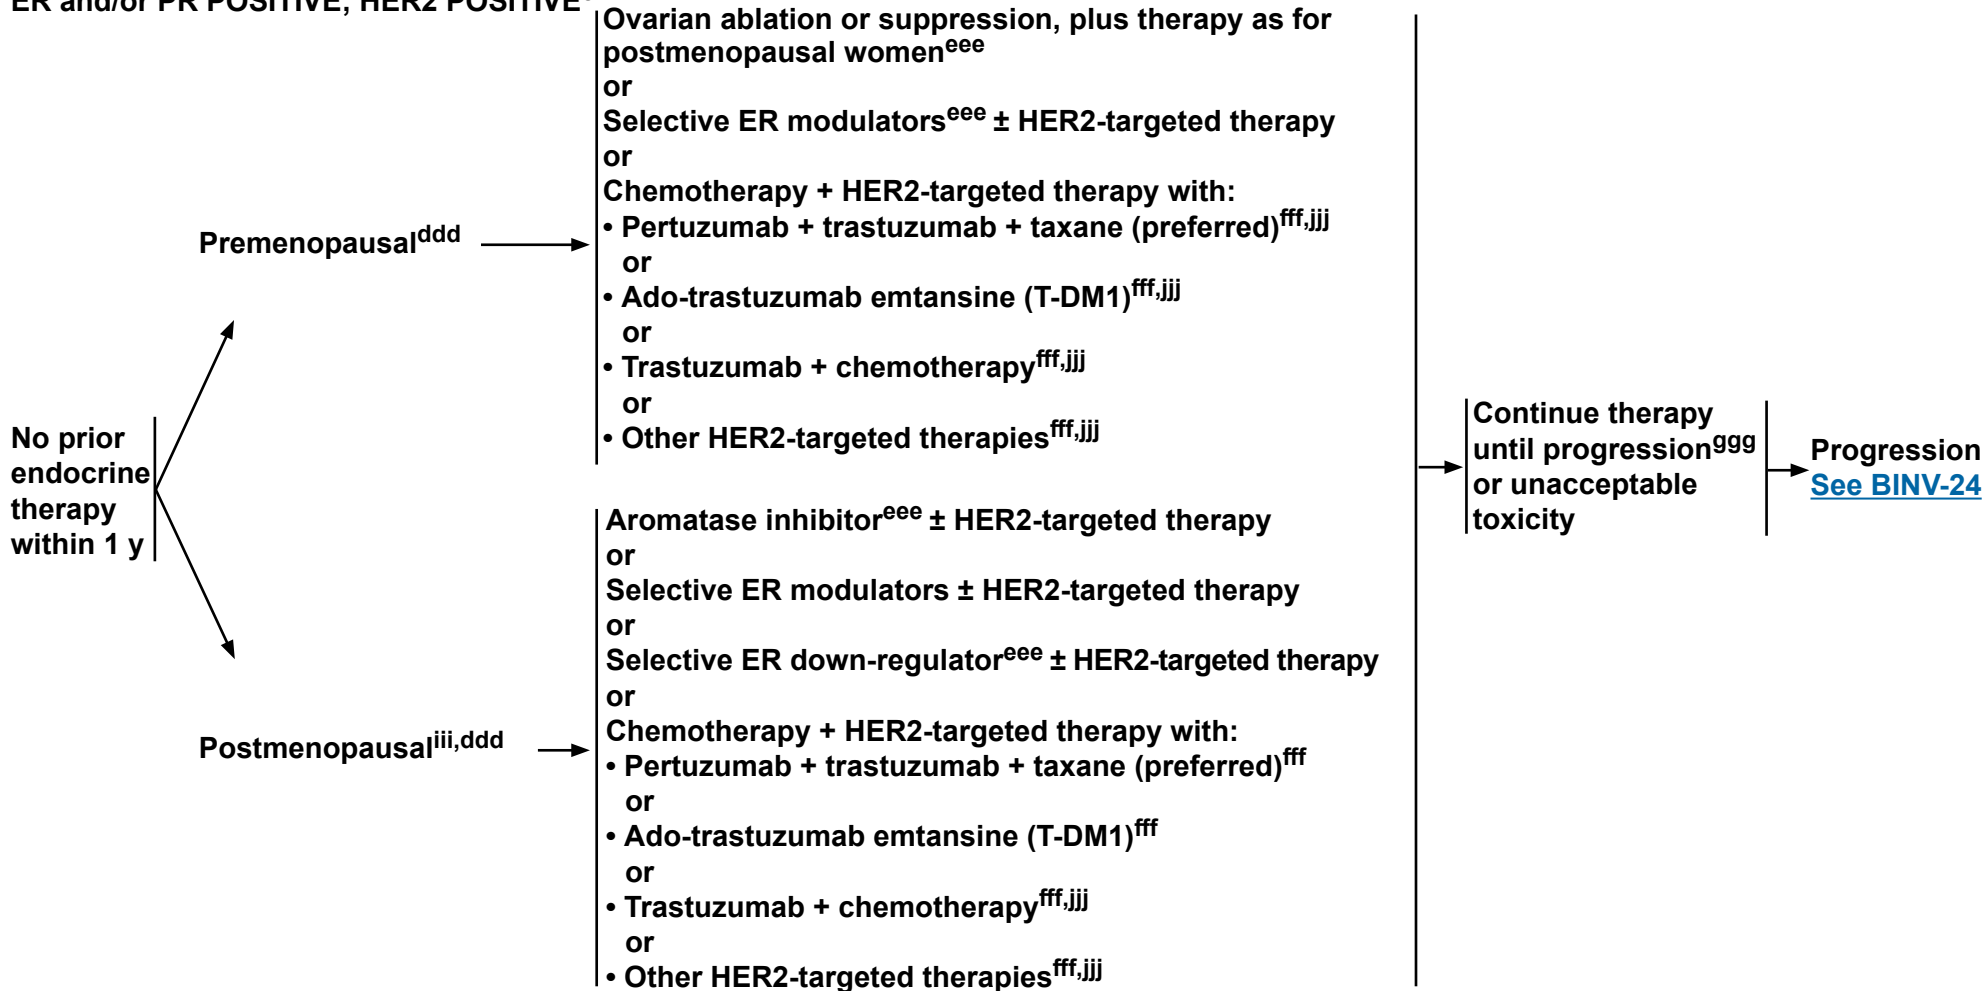 ER and/or PR POSITIVE; HER2 POSITIVE
Ovarian ablation or suppression, plus therapy as for
postmenopausal womeneee
or
Selective ER modulatorseee ± HER2-targeted therapy
or
Chemotherapy + HER2-targeted therapy with:
• Pertuzumab + trastuzumab + taxane (preferred)fff,jjj
or
• Ado-trastuzumab emtansine (T-DM1)fff,jjj
or
• Trastuzumab + chemotherapyfff,jjj
or
• Other HER2-targeted therapiesfff,jjj
Premenopausalddd
No prior
endocrine
therapy
within 1 y
Postmenopausaliii,ddd
Aromatase inhibitoreee ± HER2-targeted therapy
or
Selective ER modulators ± HER2-targeted therapy
or
Selective ER down-regulatoreee ± HER2-targeted therapy
or
Chemotherapy + HER2-targeted therapy with:
• Pertuzumab + trastuzumab + taxane (preferred)fff
or
• Ado-trastuzumab emtansine (T-DM1)fff
or
• Trastuzumab + chemotherapyfff,jjj
or
• Other HER2-targeted therapiesfff,jjj
Continue therapy
until progressionggg
or unacceptable
toxicity
Progression
See BINV-24